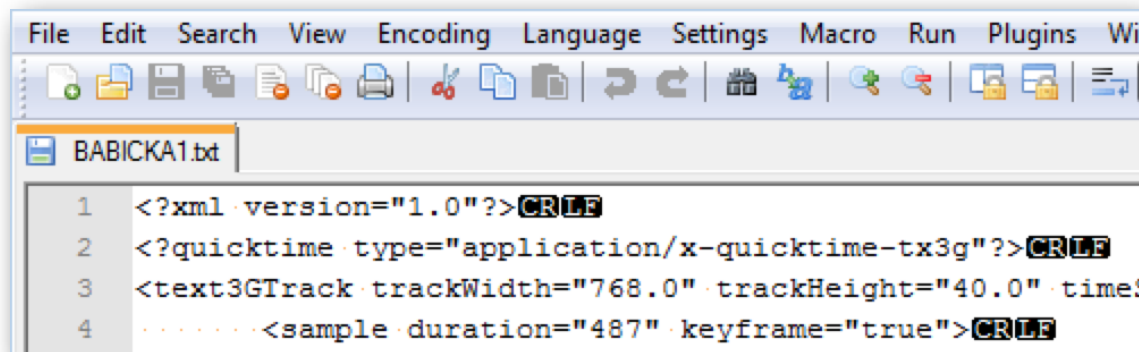 File Edit Search View Encoding Language Settings Macro Run Plugins
BABICKA1.txt
1 <?xml version="1.0"?>CRLF
2 <?quicktime type="application/x-quicktime-tx3g"?>CRLF
3 <text3GTrack trackWidth="768.0" trackHeight="40.0"
4 <sample duration="487" keyframe="true">CRLF